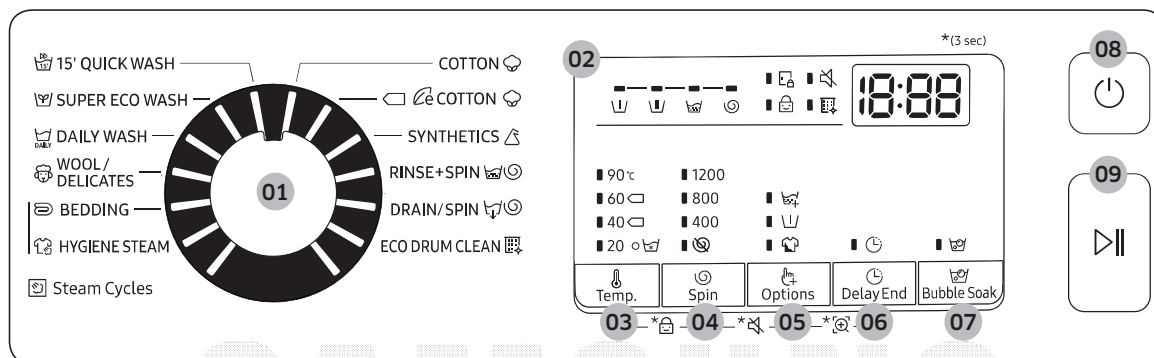 *(3 sec)
01
15' QUICK WASH
SUPER ECO WASH
DAILY WASH
DAILY
WOOL/
DELICATES
BEDDING
HYGIENE STEAM
Steam Cycles
COTTON
e COTTON
SYNTHETICS
RINSE+SPIN
DRAIN/SPIN
ECO DRUM CLEAN
02
18:88
90℃ 1200
60 800
40 400
20
Temp. Spin Options Delay End Bubble Soak
03 * 04 * 05 * 06 07
08
09